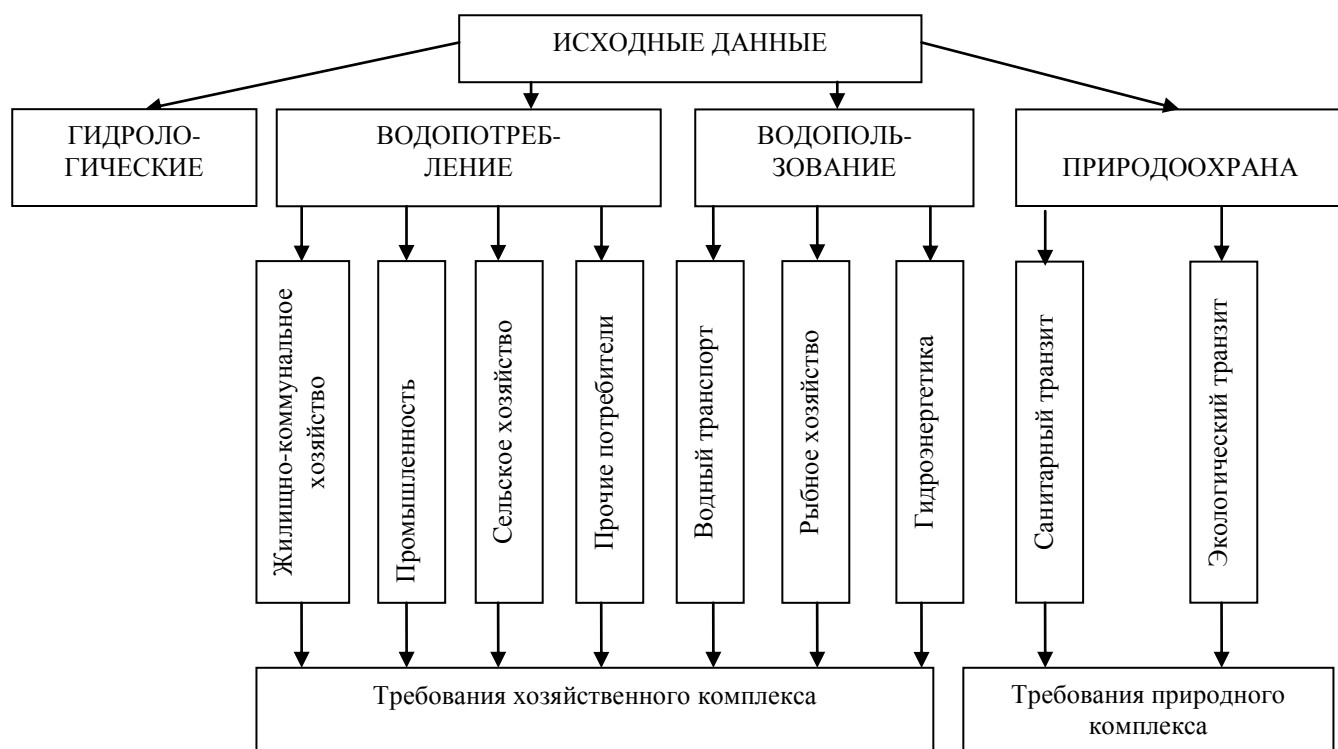 ИСХОДНЫЕ ДАННЫЕ
ГИДРОЛО-
ГИЧЕСКИЕ
ВОДОПОТРЕБ-
ЛЕНИЕ
ВОДОПОЛЬ-
ЗОВАНИЕ
ПРИРОДООХРАНА
Жилищно-коммунальное
хозяйство
Промышленность
Сельское хозяйство
Прочие потребители
Водный транспорт
Рыбное хозяйство
Гидроэнергетика
Санитарный транзит
Экологический транзит
Требования хозяйственного комплекса
Требования природного
комплекса